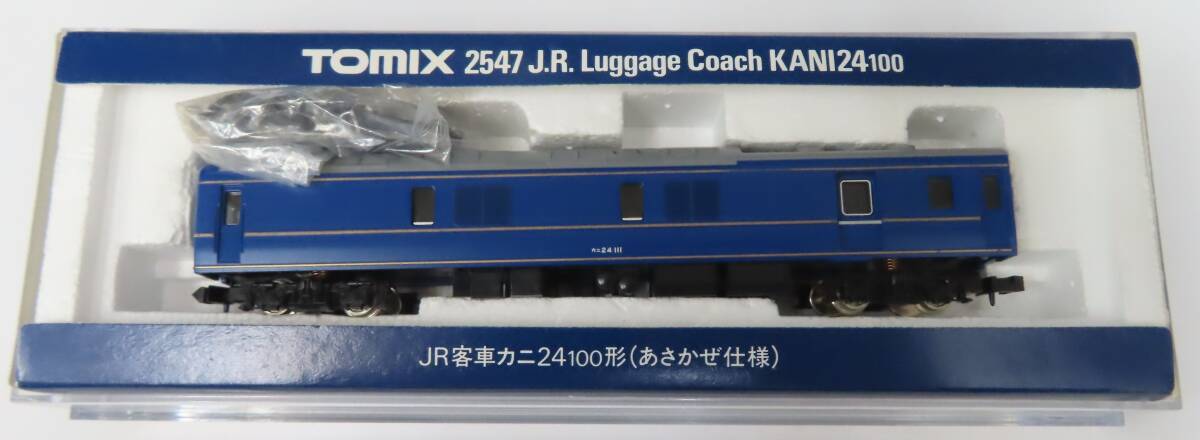 TOMIX 2547 J.R. Luggage Coach KANI24100
カニ24 111
JR客車カニ24100形(あさかぜ仕様)